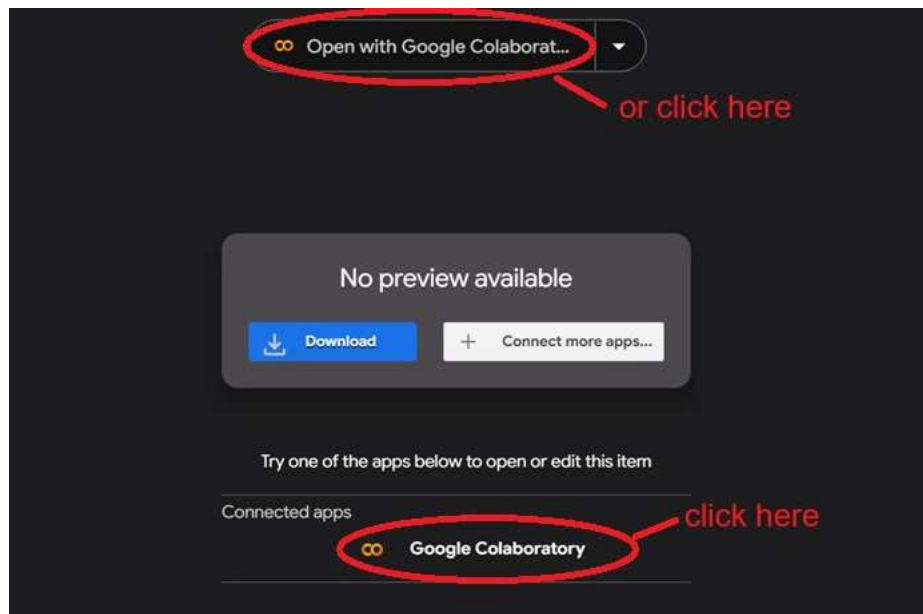 Open with Google Colaborat...
or click here
No preview available
Download
+ Connect more apps...
Try one of the apps below to open or edit this item
Connected apps
click here
Google Colaboratory